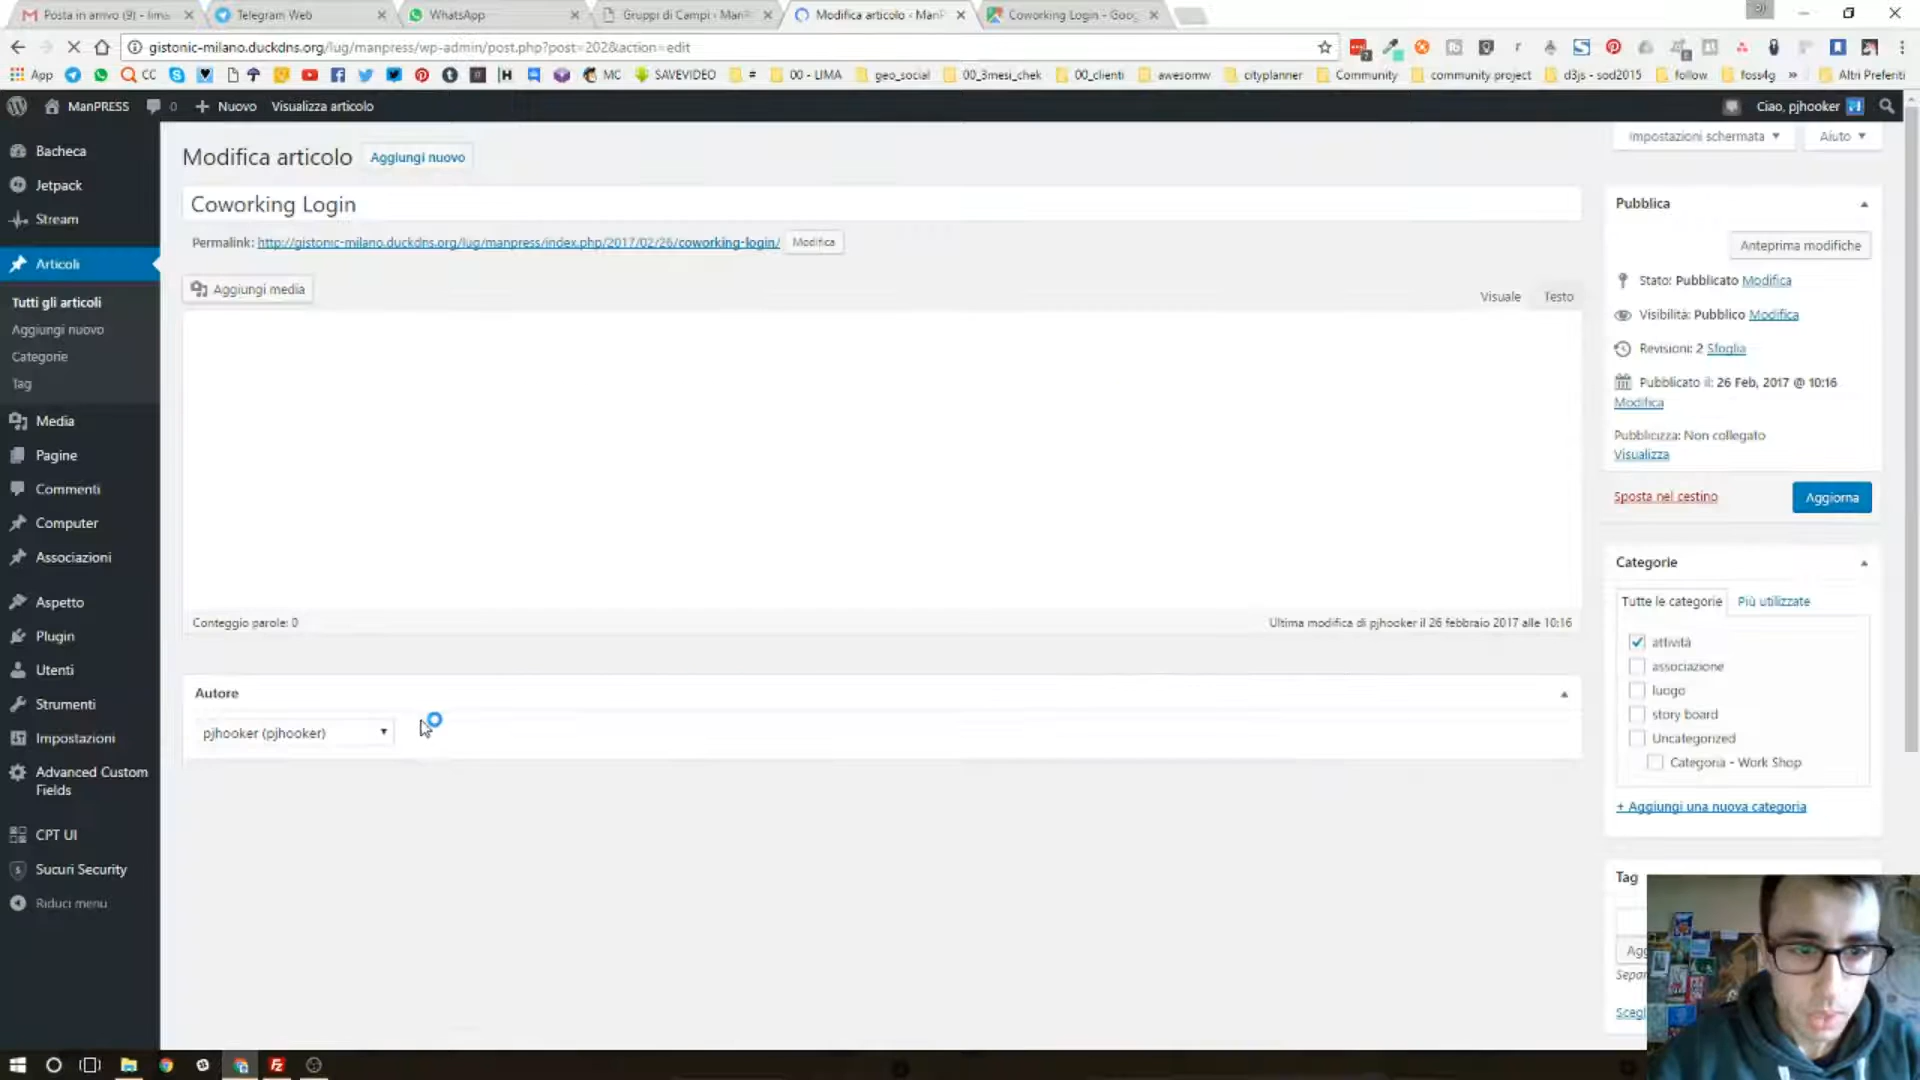 Posta in arrivo (9) - lima
Telegram Web
WhatsApp
Gruppi di Campi ‹ ManP
Modifica articolo ‹ ManP
Coworking Login - Goog
gistonic-milano.duckdns.org/lug/manpress/wp-admin/post.php?post=202&action=edit
App
CC
MC
SAVEVIDEO
#
00 - LIMA
geo_social
00_3mesi_chek
00_clienti
awesomw
cityplanner
Community
community project
d3js - sod2015
follow
foss4g
»
Altri Preferiti
ManPRESS
0
Nuovo
Visualizza articolo
Ciao, pjhooker
Bacheca
Jetpack
Stream
Articoli
Tutti gli articoli
Aggiungi nuovo
Categorie
Tag
Media
Pagine
Commenti
Computer
Associazioni
Aspetto
Plugin
Utenti
Strumenti
Impostazioni
Advanced Custom
Fields
CPT UI
Sucuri Security
Riduci menu
Impostazioni schermata
Aiuto
Modifica articolo
Aggiungi nuovo
Coworking Login
Permalink: http://gistonic-milano.duckdns.org/lug/manpress/index.php/2017/02/26/coworking-login/
Modifica
Aggiungi media
Visuale
Testo
Conteggio parole: 0
Ultima modifica di pjhooker il 26 febbraio 2017 alle 10:16
Autore
pjhooker (pjhooker)
Pubblica
Anteprima modifiche
Stato: Pubblicato Modifica
Visibilità: Pubblico Modifica
Revisioni: 2 Sfoglia
Pubblicato il: 26 Feb, 2017 @ 10:16
Modifica
Pubblicizza: Non collegato
Visualizza
Sposta nel cestino
Aggiorna
Categorie
Tutte le categorie
Più utilizzate
attività
associazione
luogo
story board
Uncategorized
Categoria - Work Shop
+ Aggiungi una nuova categoria
Tag
Agg
Separ
Scegl